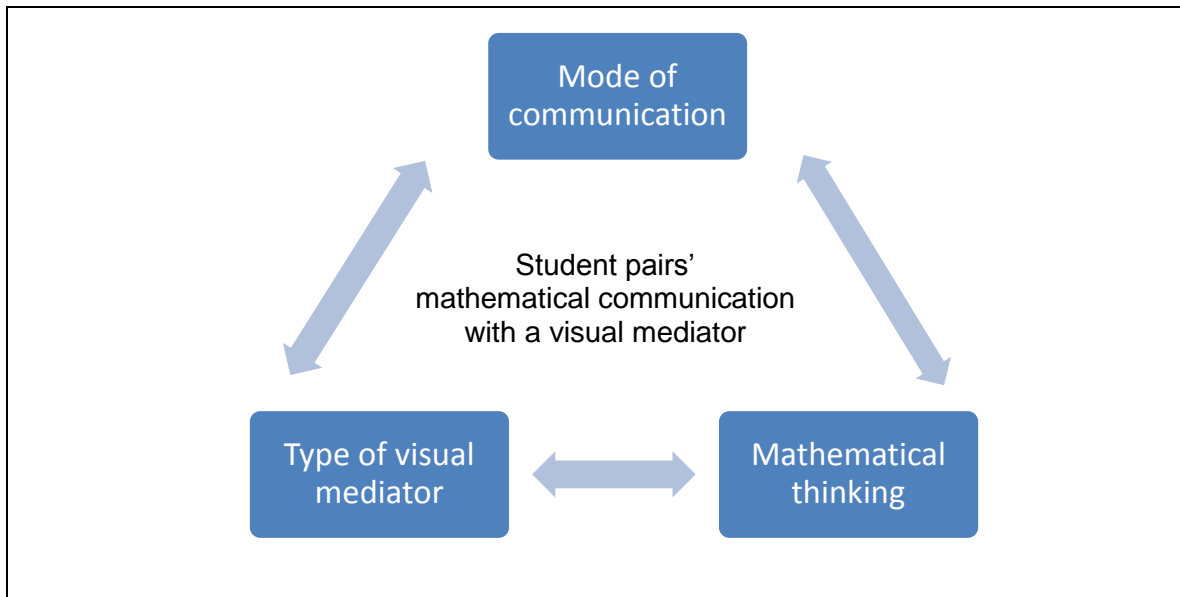 Mode of
communication
Student pairs’
mathematical communication
with a visual mediator
Type of visual
mediator
Mathematical
thinking